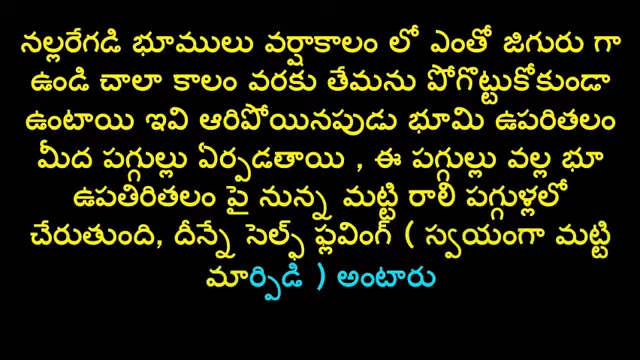 నల్లరేగడి భూములు వర్షాకాలం లో ఎంతో జిగురు గా
ఉండి చాలా కాలం వరకు తేమను పోగొట్టుకోకుండా
ఉంటాయి ఇవి ఆరిపోయినపుడు భూమి ఉపరితలం
మీద పగ్గుల్లు ఏర్పడతాయి , ఈ పగ్గుల్లు వల్ల భూ
ఉపతిరితలం పై నున్న మట్టి రాలి పగ్గుళ్లలో
చేరుతుంది, దీన్నే సెల్ఫ్ ఫ్లవింగ్ ( స్వయంగా మట్టి
మార్పిడి ) అంటారు